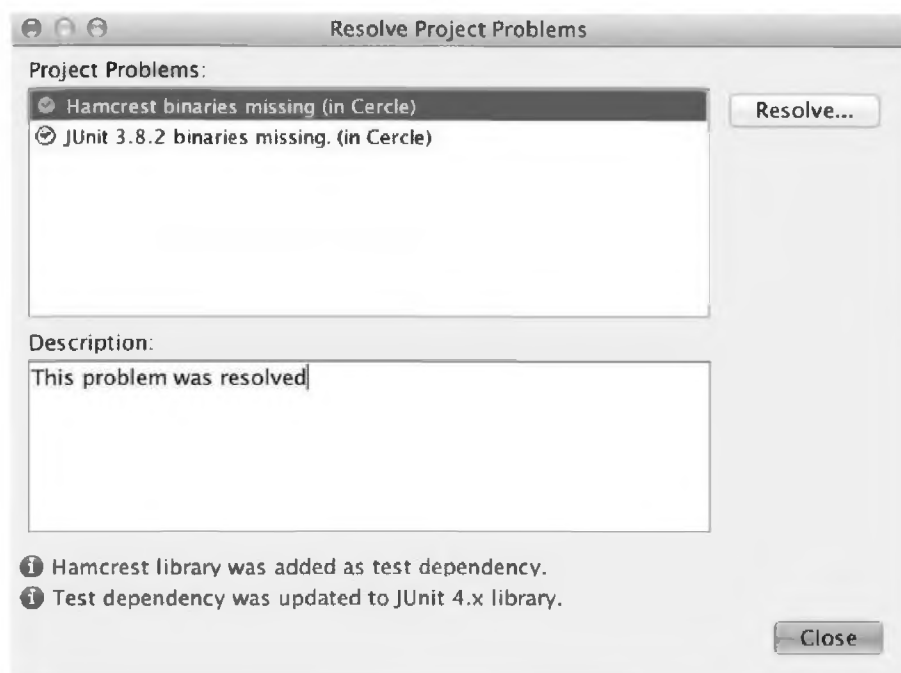 Resolve Project Problems
Project Problems:
Hamcrest binaries missing (in Cercle)
Resolve...
JUnit 3.8.2 binaries missing. (in Cercle)
Description:
This problem was resolved
Hamcrest library was added as test dependency.
Test dependency was updated to JUnit 4.x library.
Close